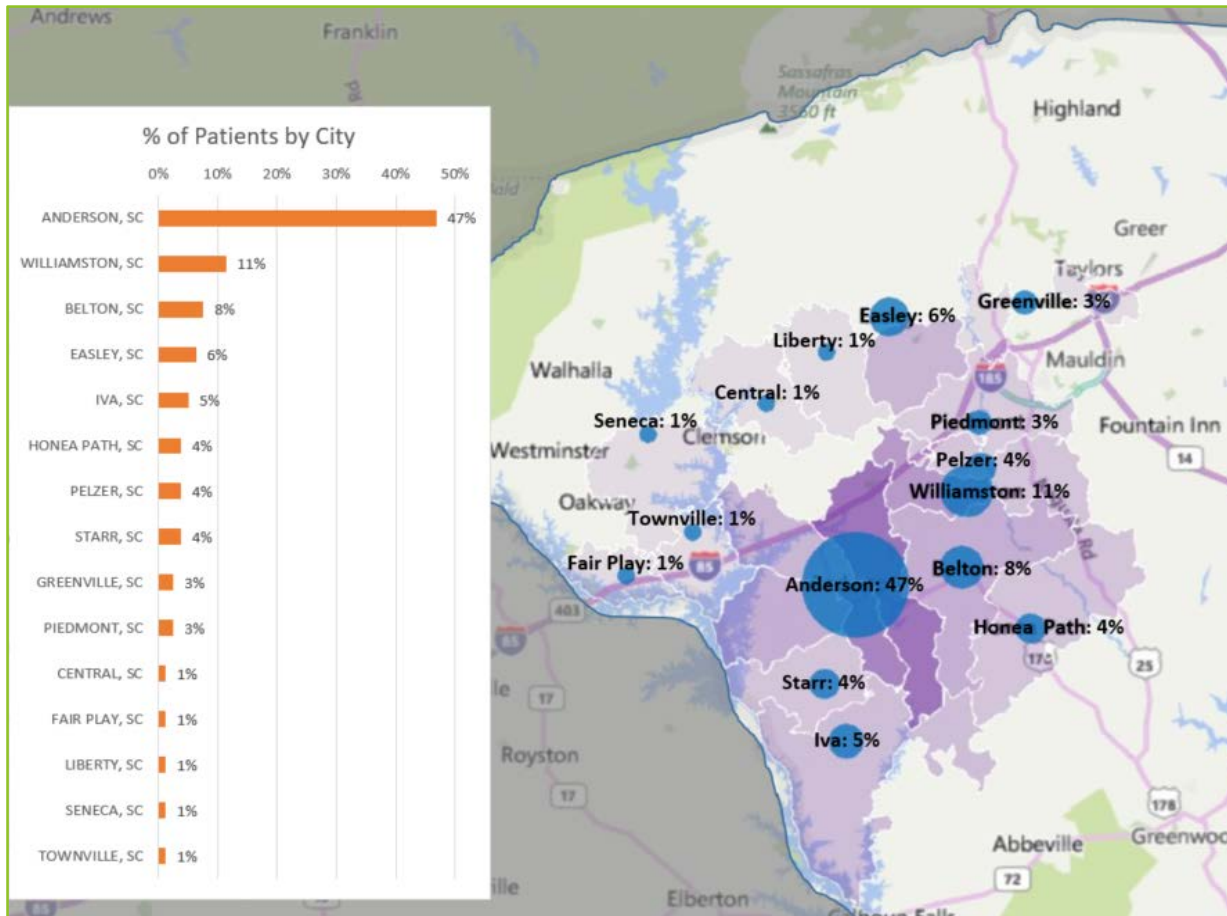 Andrews
Franklin
Rd
Sassafras
Mountain
3560 ft
Highland
% of Patients by City
0% 10% 20% 30% 40% 50%
ANDERSON, SC 47%
WILLIAMSTON, SC 11%
BELTON, SC 8%
EASLEY, SC 6%
IVA, SC 5%
HONEA PATH, SC 4%
PELZER, SC 4%
STARR, SC 4%
GREENVILLE, SC 3%
PIEDMONT, SC 3%
CENTRAL, SC 1%
FAIR PLAY, SC 1%
LIBERTY, SC 1%
SENECA, SC 1%
TOWNVILLE, SC 1%
Greer
Taylors
Greenville: 3%
Easley: 6%
Liberty: 1%
Mauldin
Walhalla
185
Central: 1%
Seneca: 1%
Clemson
Piedmont: 3%
Fountain Inn
Westminster
14
Pelzer: 4%
Williamston: 11%
Oakway
Rd
Townville: 1%
Fair Play: 1%
85
Belton: 8%
Anderson: 47%
403
85
Honea Path: 4%
25
Starr: 4%
17
Iva: 5%
Royston
17
178
Greenwood
Abbeville
72
Elberton
85